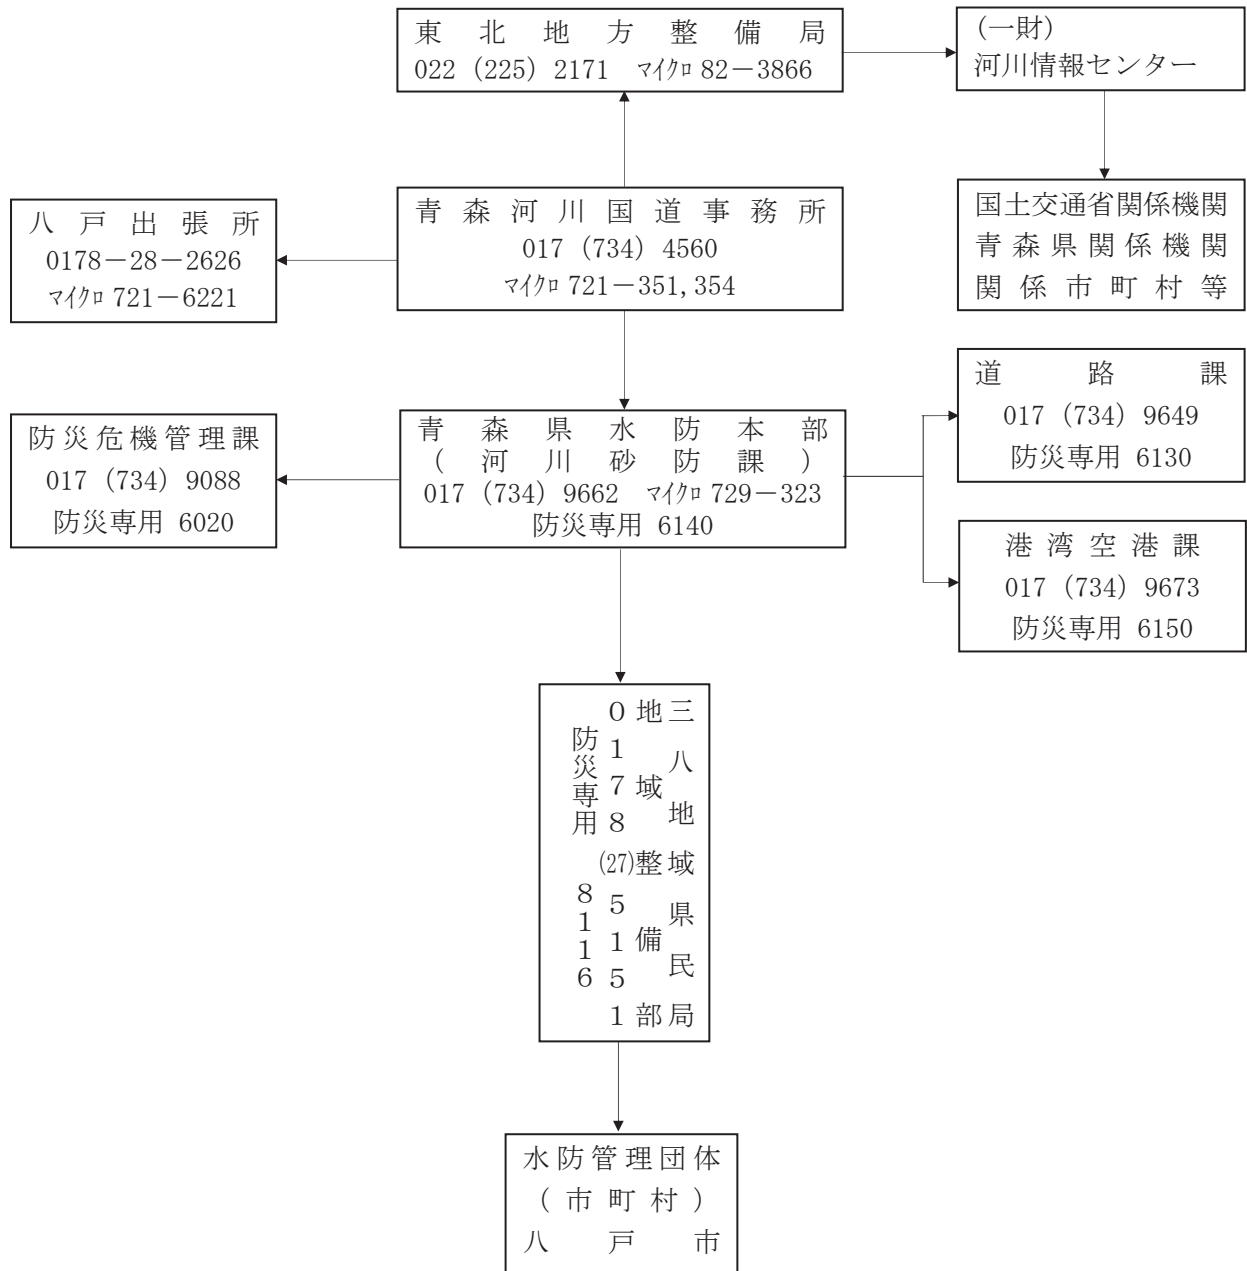 東北地方整備局
022（225）2171　ﾏｲｸﾛ 82－3866
(一財)
河川情報センター
青森河川国道事務所
017（734）4560
ﾏｲｸﾛ 721－351, 354
八戸出張所
0178－28－2626
ﾏｲｸﾛ 721－6221
国土交通省関係機関
青森県関係機関
関係市町村等
青森県水防本部
(河川砂防課)
017（734）9662　ﾏｲｸﾛ 729－323
防災専用 6140
防災危機管理課
017（734）9088
防災専用 6020
道路課
017（734）9649
防災専用 6130
港湾空港課
017（734）9673
防災専用 6150
三八地域県民局
地域整備部
0178(27)5151
防災専用 8116
水防管理団体
(市町村)
八戸市